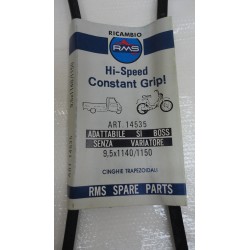 RICAMBIO
RMS
Hi-Speed
Constant Grip!
ART. 14535
ADATTABILE SI BOSS
SENZA VARIATORE
9,5x1140/1150
CINGHIE TRAPEZOIDALI
RMS SPARE PARTS